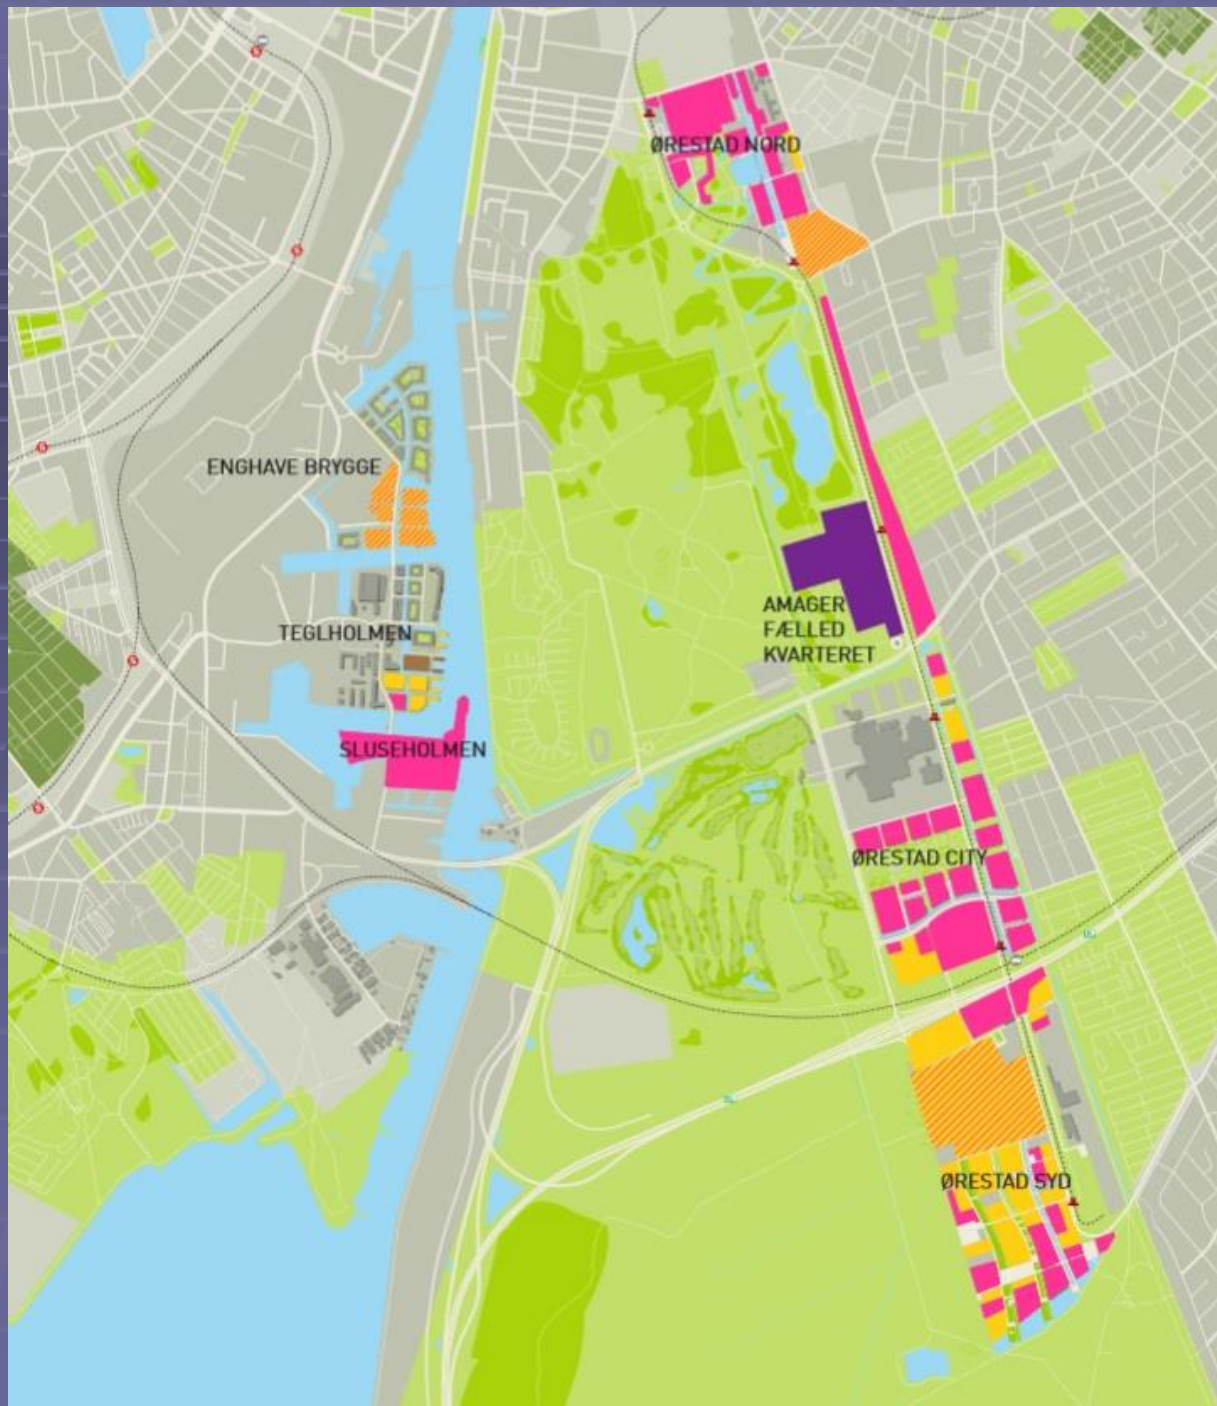 ØRESTAD NORD
ENGHAVE BRYGGE
AMAGER
FÆLLED
KVARTERET
TEGLHOLMEN
SLUSEHOLMEN
ØRESTAD CITY
ØRESTAD SYD